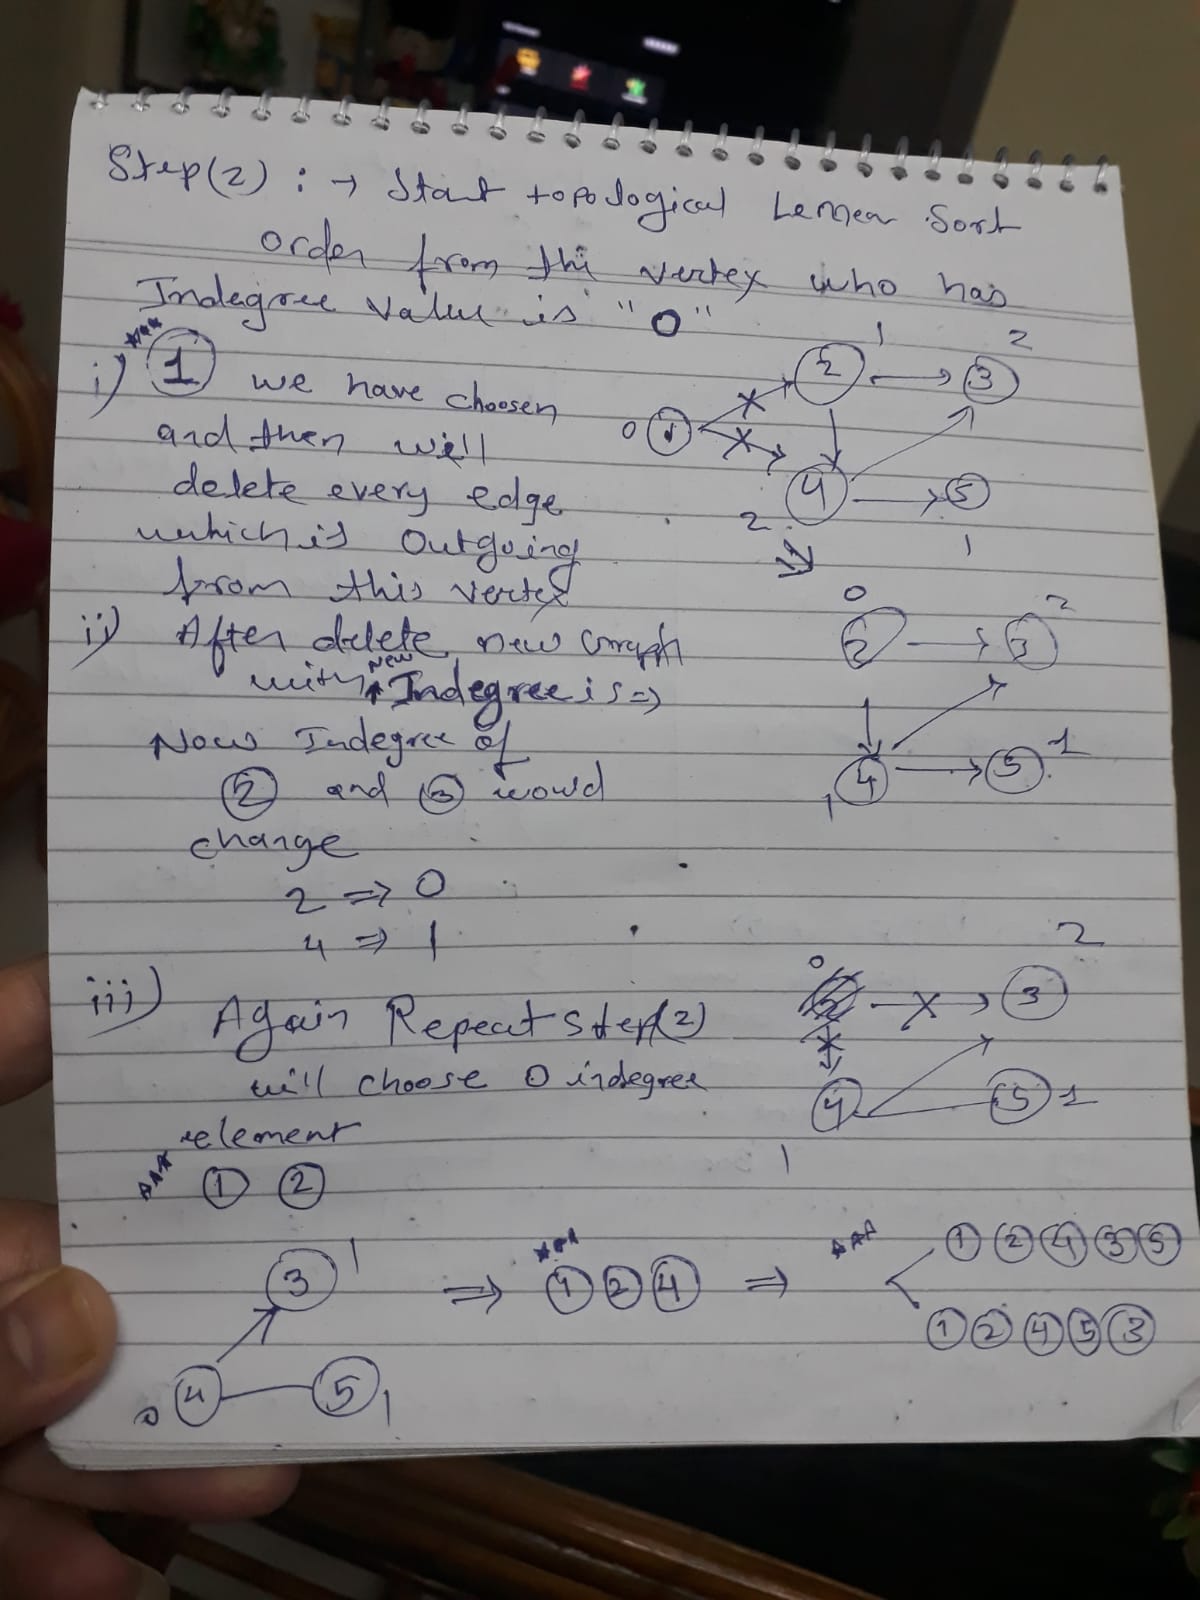 Step(2) : → Start topological Sort
order from this vertex who has
Indegree value is "0"
i) 1 we have choosen
and then will
delete every edge
which is Outgoing
from this vertex
0 1 2 1 3 2
4 2 5 1
ii) After delete new Graph
with New Indegree is ⇒
Now Indegree of
2 and 3 would
change
2 ⇒ 0
4 ⇒ 1
0 2 3 2
1 4 5 1
iii) Again Repeat Step(2)
will choose 0 indegree
element
1 2
0 3 2
4 1 5 1
3 1
0 4 5 1
⇒ 1 2 4 ⇒
1 2 4 3 5
1 2 4 5 3